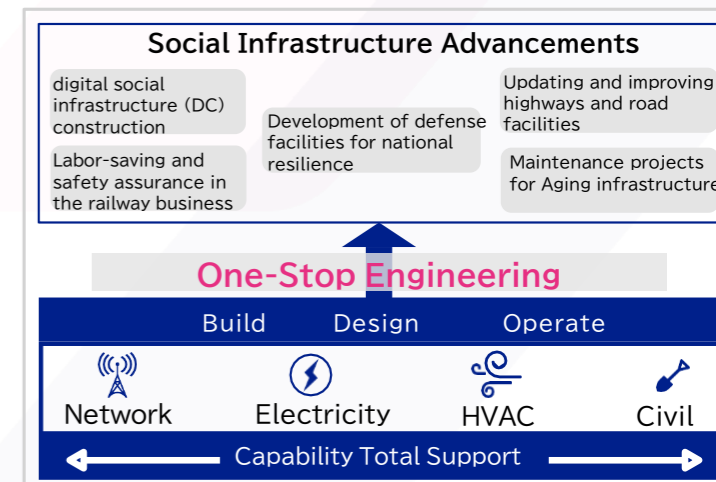 Social Infrastructure Advancements
digital social
infrastructure (DC)
construction
Labor-saving and
safety assurance in
the railway business
Development of defense
facilities for national
resilience
Updating and improving
highways and road
facilities
Maintenance projects
for Aging infrastructure
One-Stop Engineering
Build Design Operate
Network Electricity HVAC Civil
Capability Total Support